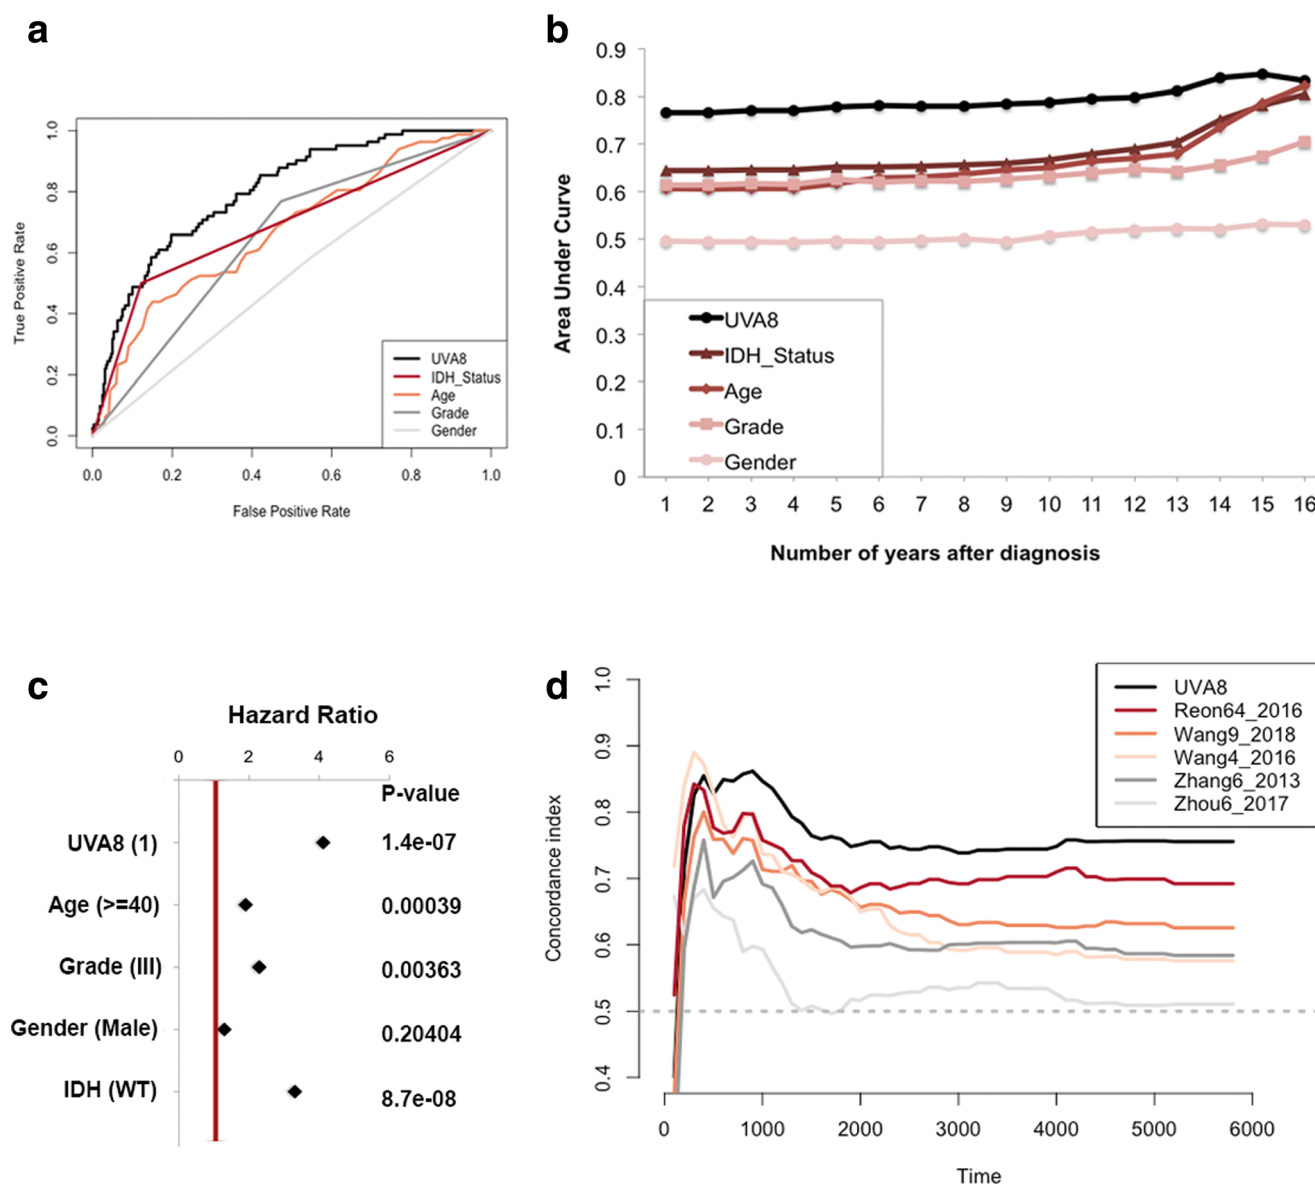 a
1.0
0.8
0.6
0.4
0.2
0.0
True Positive Rate
UVA8
IDH_Status
Age
Grade
Gender
0.0 0.2 0.4 0.6 0.8 1.0
False Positive Rate
b
0.9
0.8
0.7
0.6
0.5
0.4
0.3
0.2
0.1
0
Area Under Curve
UVA8
IDH_Status
Age
Grade
Gender
1 2 3 4 5 6 7 8 9 10 11 12 13 14 15 16
Number of years after diagnosis
c
Hazard Ratio
0 2 4 6
P-value
UVA8 (1) 1.4e-07
Age (>=40) 0.00039
Grade (III) 0.00363
Gender (Male) 0.20404
IDH (WT) 8.7e-08
d
1.0
0.9
0.8
0.7
0.6
0.5
0.4
Concordance index
UVA8
Reon64_2016
Wang9_2018
Wang4_2016
Zhang6_2013
Zhou6_2017
0 1000 2000 3000 4000 5000 6000
Time